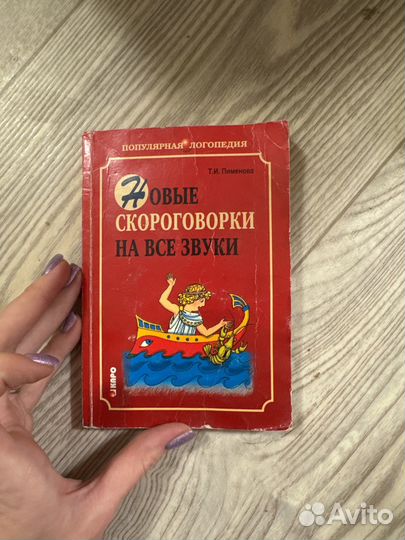 ПОПУЛЯРНАЯ ЛОГОПЕДИЯ
Т.И. Пименова
НОВЫЕ
СКОРОГОВОРКИ
НА ВСЕ ЗВУКИ
КАРО
Avito